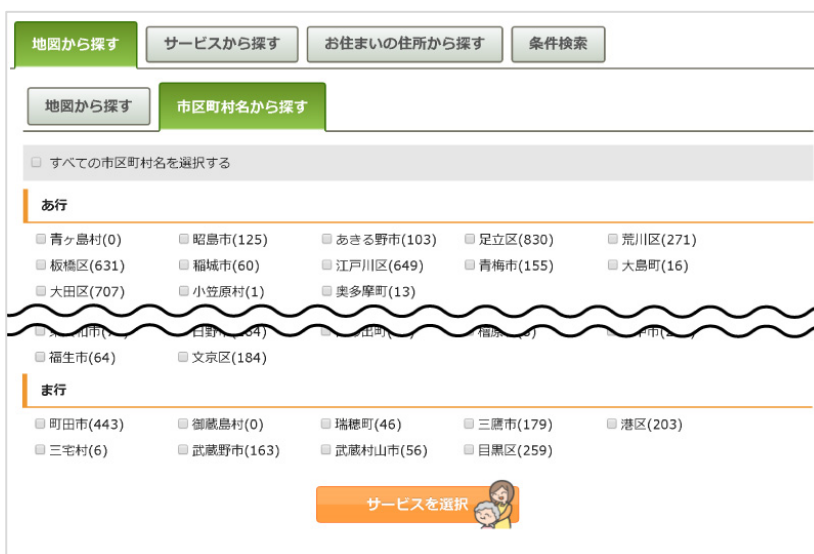 地図から探す サービスから探す お住まいの住所から探す 条件検索
地図から探す 市区町村名から探す
すべての市区町村名を選択する
あ行
青ヶ島村(0) 昭島市(125) あきる野市(103) 足立区(830) 荒川区(271)
板橋区(631) 稲城市(60) 江戸川区(649) 青梅市(155) 大島町(16)
大田区(707) 小笠原村(1) 奥多摩町(13)
福生市(64) 文京区(184)
ま行
町田市(443) 御蔵島村(0) 瑞穂町(46) 三鷹市(179) 港区(203)
三宅村(6) 武蔵野市(163) 武蔵村山市(56) 目黒区(259)
サービスを選択